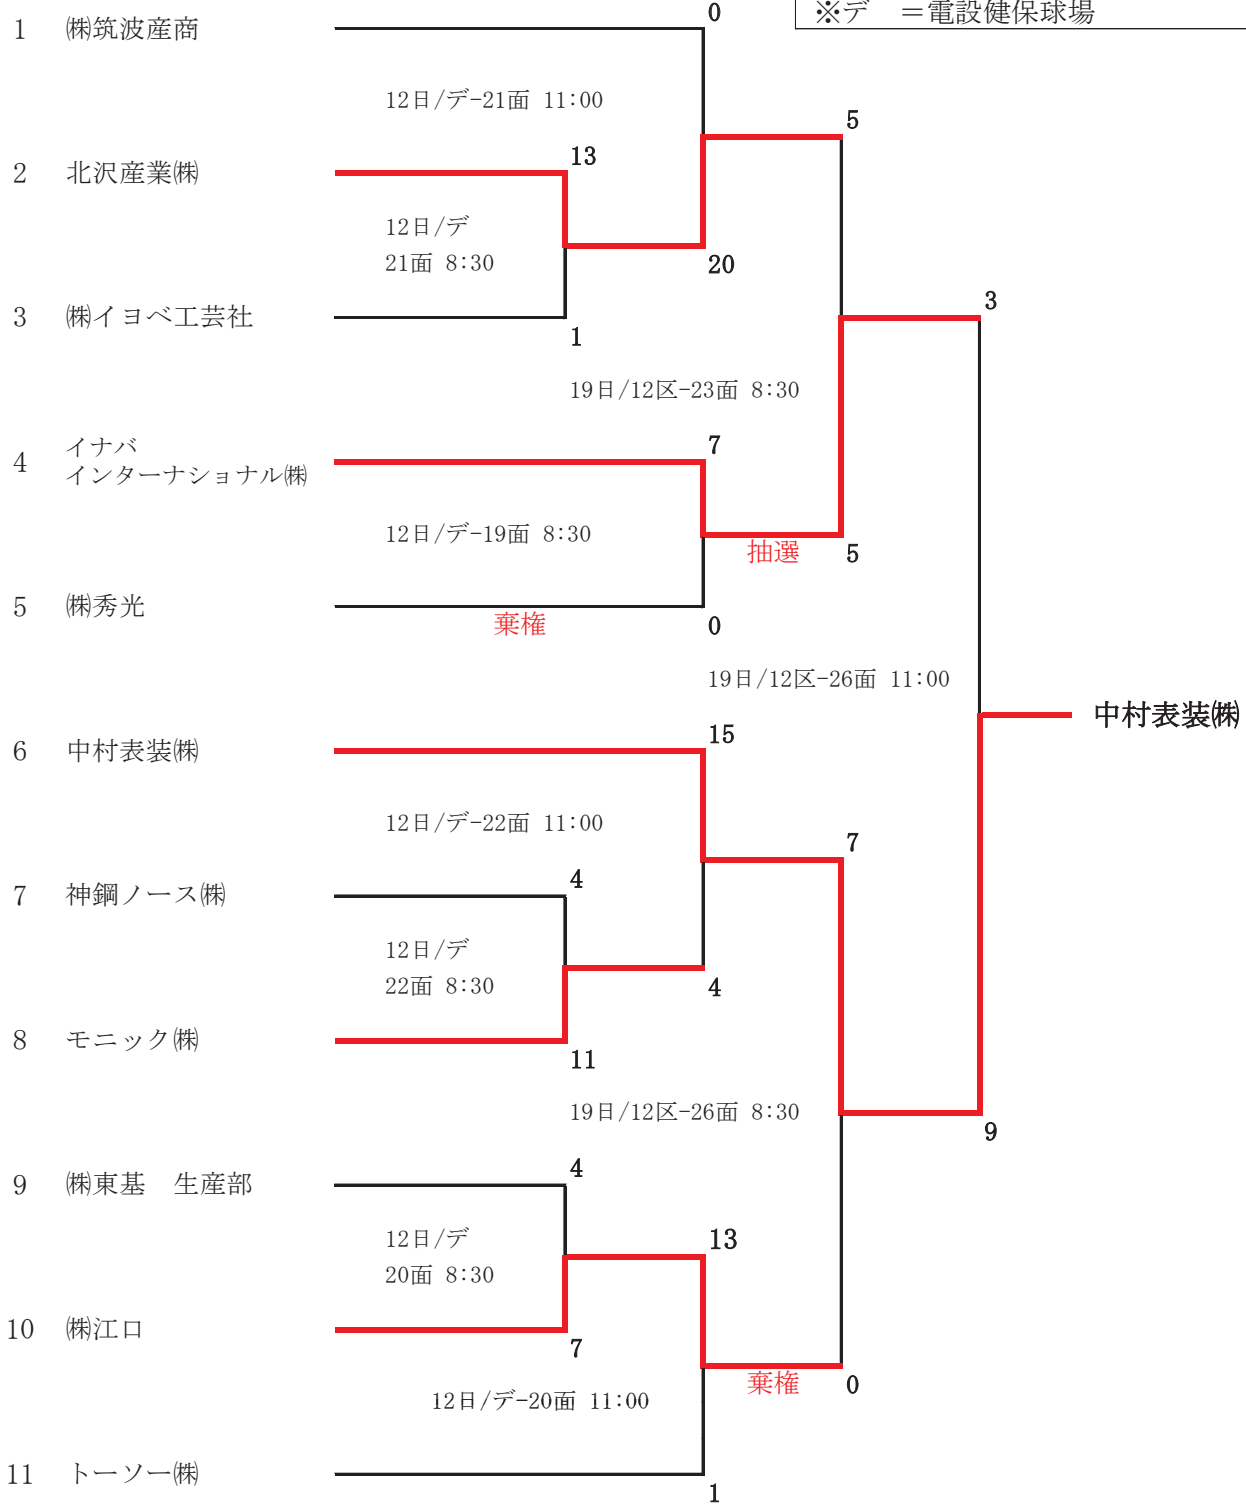 ※デ　＝電設健保球場
0
1 ㈱筑波産商
12日/デ-21面 11:00
5
13
2 北沢産業㈱
12日/デ
21面 8:30
20
3
3 ㈱イヨベ工芸社
1
19日/12区-23面 8:30
7
イナバ
4 インターナショナル㈱
12日/デ-19面 8:30
抽選
5
5 ㈱秀光
棄権
0
19日/12区-26面 11:00
中村表装㈱
15
6 中村表装㈱
12日/デ-22面 11:00
7
4
7 神鋼ノース㈱
12日/デ
22面 8:30
4
8 モニック㈱
11
19日/12区-26面 8:30
9
4
9 ㈱東基　生産部
12日/デ
20面 8:30
13
10 ㈱江口
7
棄権
0
12日/デ-20面 11:00
11 トーソー㈱
1